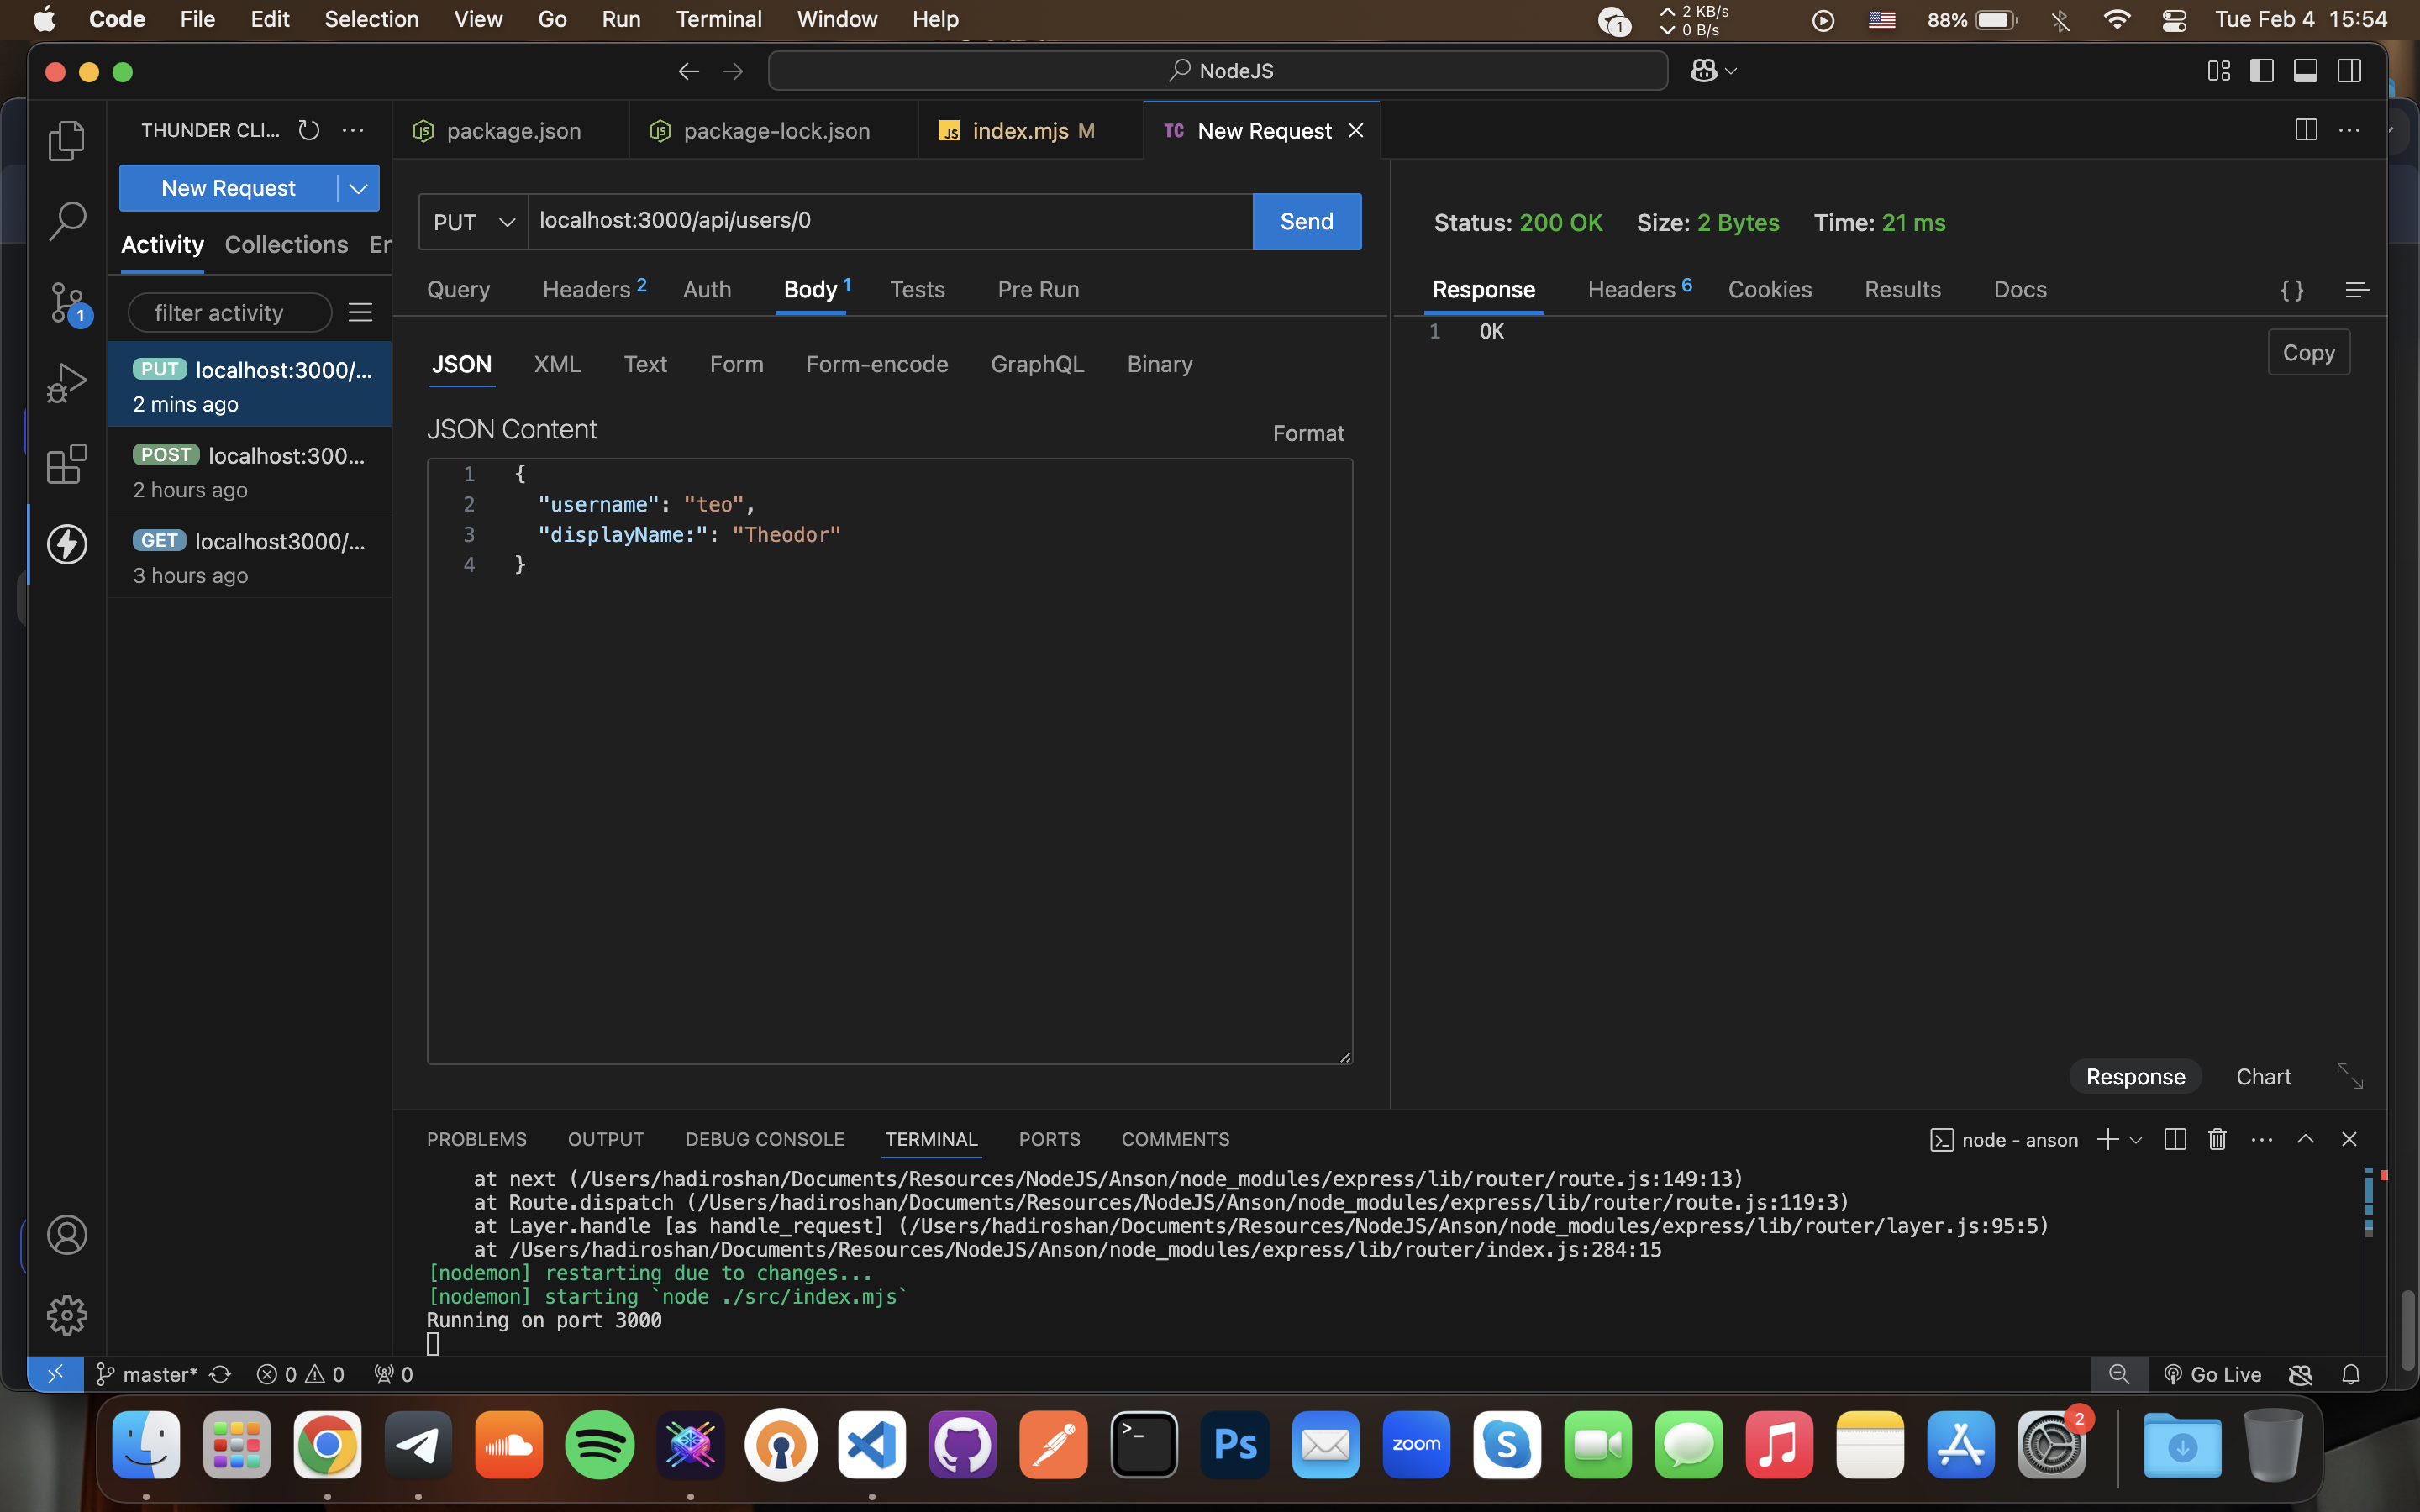 Code File Edit Selection View Go Run Terminal Window Help
1 2 KB/s 0 B/s 88% Tue Feb 4 15:54
NodeJS
THUNDER CLI...
package.json package-lock.json JS index.mjs M TC New Request
New Request
PUT localhost:3000/api/users/0 Send
Status: 200 OK Size: 2 Bytes Time: 21 ms
Activity Collections Er
Query Headers 2 Auth Body 1 Tests Pre Run
Response Headers 6 Cookies Results Docs { }
filter activity
1
1 OK
Copy
PUT localhost:3000/...
2 mins ago
POST localhost:300...
2 hours ago
GET localhost3000/...
3 hours ago
JSON XML Text Form Form-encode GraphQL Binary
JSON Content
Format
1 {
2 "username": "teo",
3 "displayName:": "Theodor"
4 }
Response Chart
PROBLEMS OUTPUT DEBUG CONSOLE TERMINAL PORTS COMMENTS
node - anson
at next (/Users/hadiroshan/Documents/Resources/NodeJS/Anson/node_modules/express/lib/router/route.js:149:13)
at Route.dispatch (/Users/hadiroshan/Documents/Resources/NodeJS/Anson/node_modules/express/lib/router/route.js:119:3)
at Layer.handle [as handle_request] (/Users/hadiroshan/Documents/Resources/NodeJS/Anson/node_modules/express/lib/router/layer.js:95:5)
at /Users/hadiroshan/Documents/Resources/NodeJS/Anson/node_modules/express/lib/router/index.js:284:15
[nodemon] restarting due to changes...
[nodemon] starting `node ./src/index.mjs`
Running on port 3000
master* 0 0 0 Go Live
Ps zoom S 2